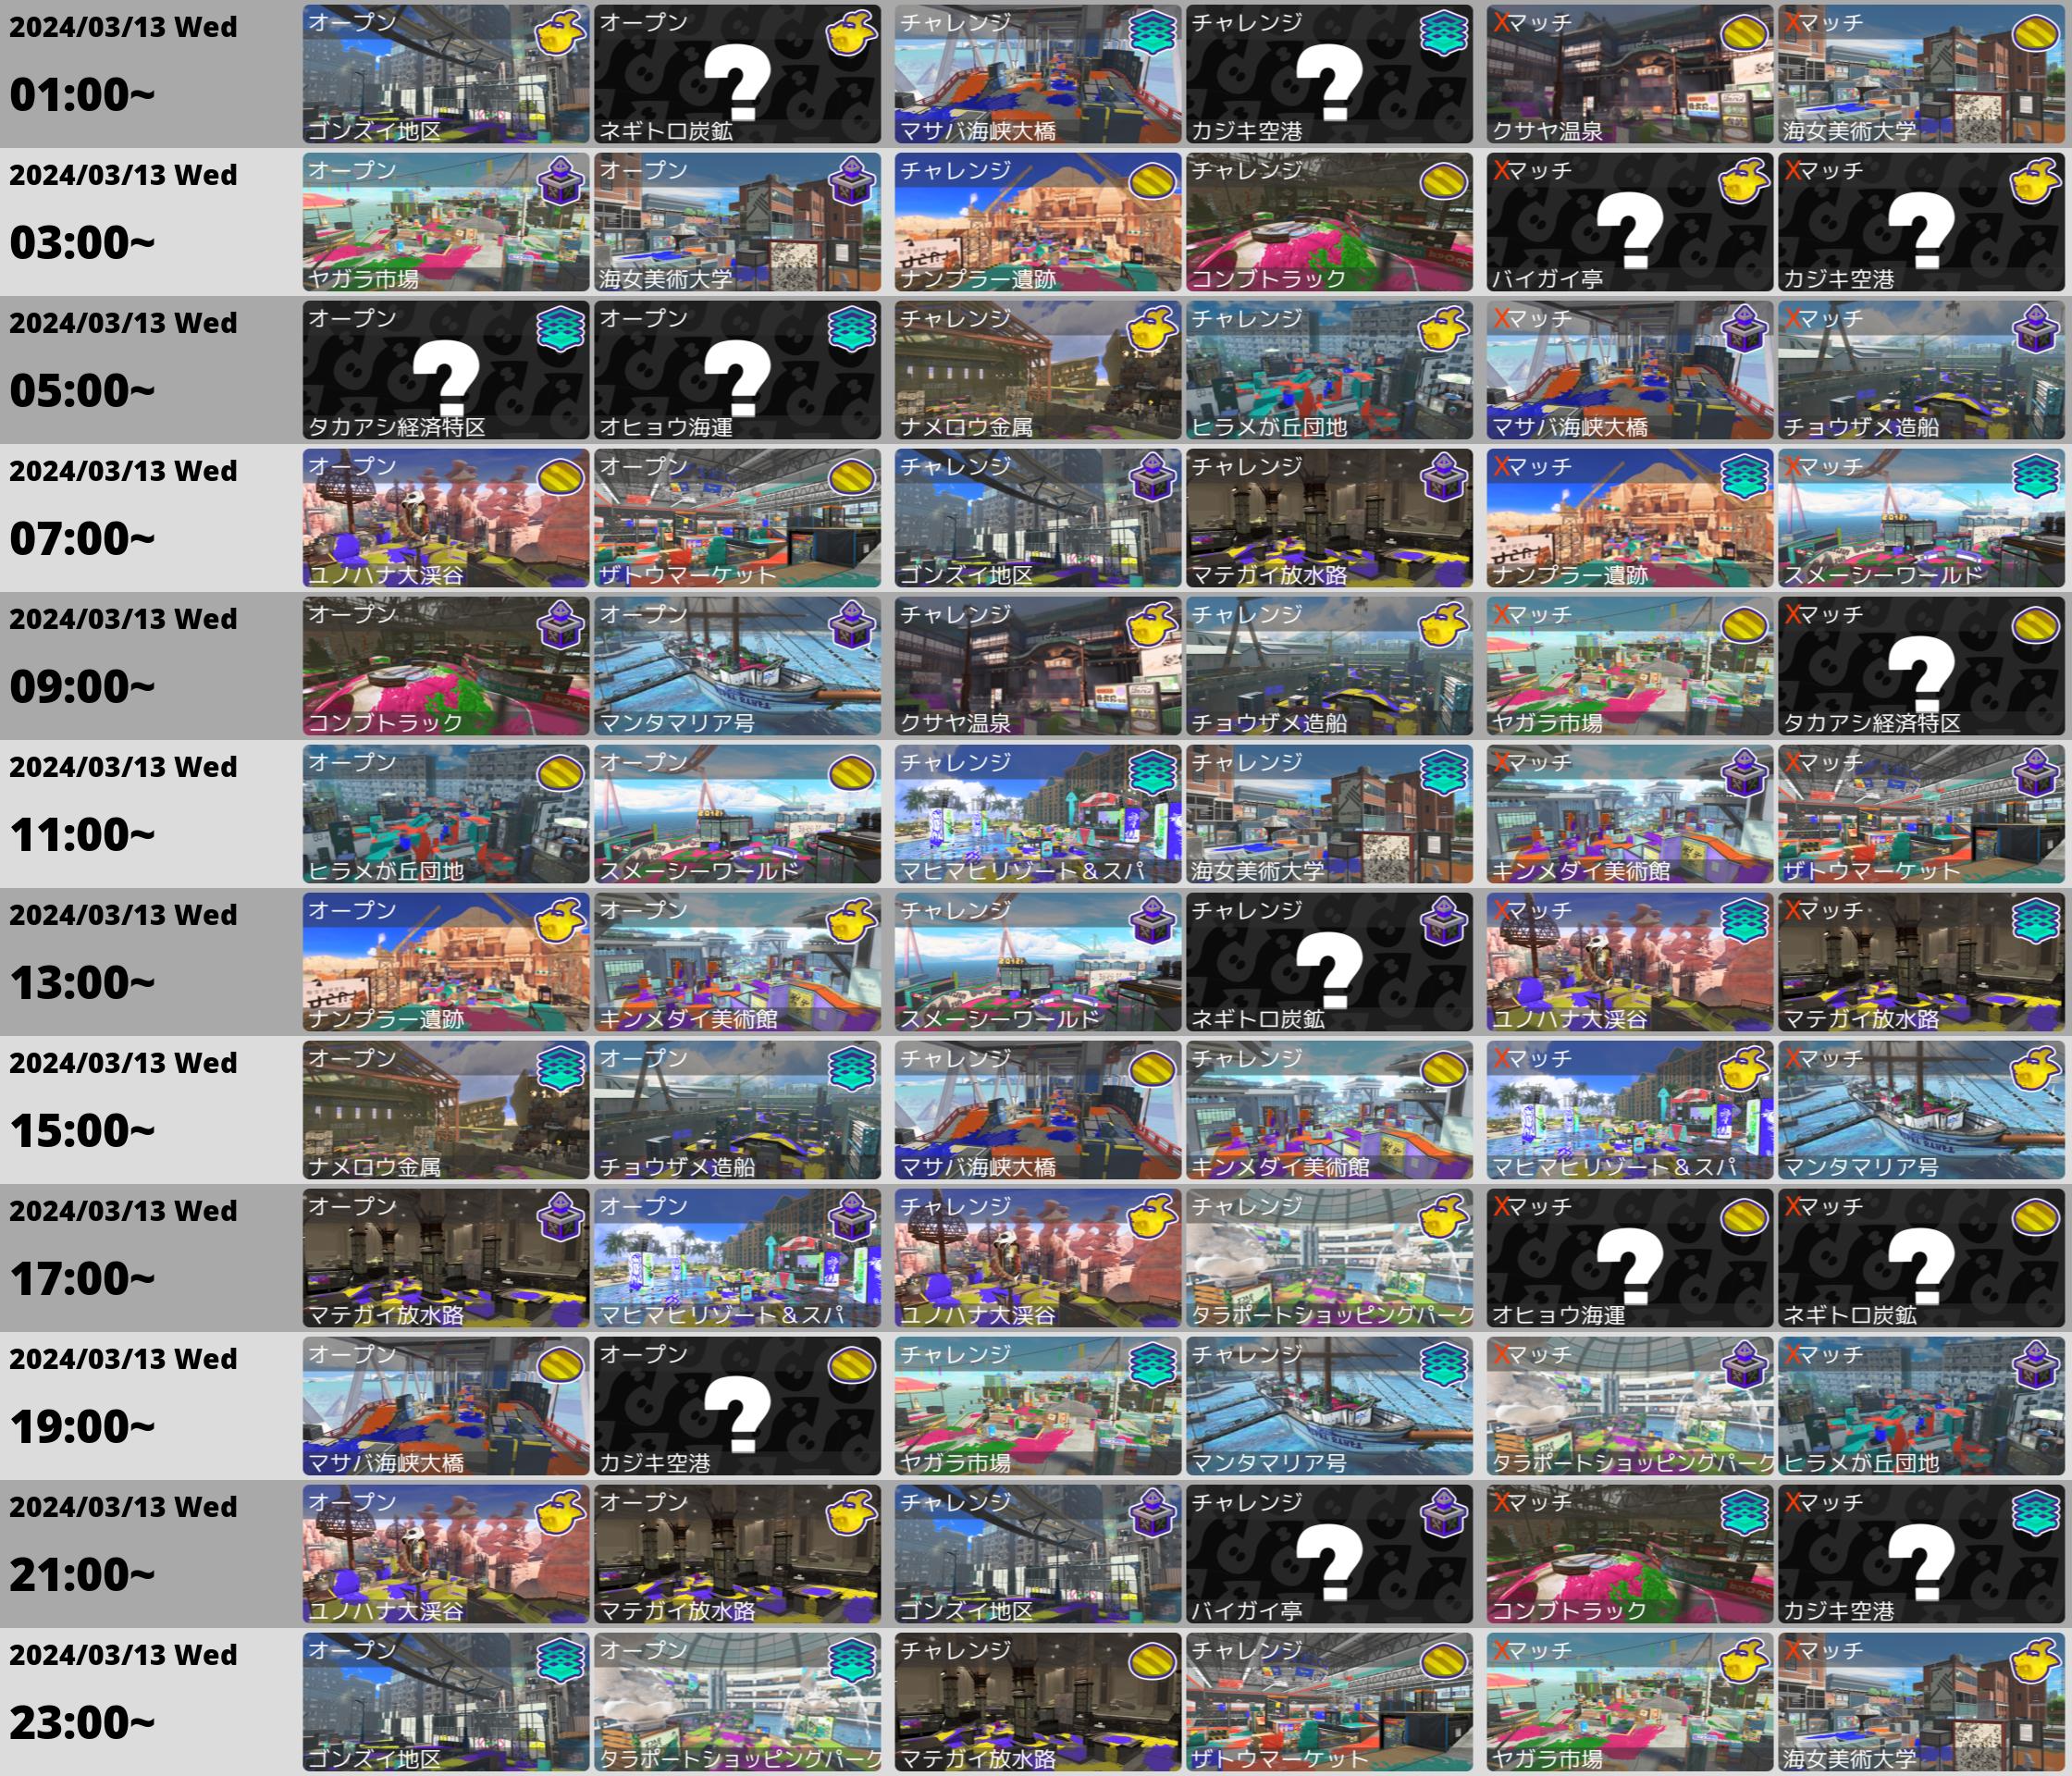 2024/03/13 Wed
01:00~
オープン
ゴンズイ地区
オープン
ネギトロ炭鉱
チャレンジ
マサバ海峡大橋
チャレンジ
カジキ空港
Xマッチ
クサヤ温泉
Xマッチ
海女美術大学
2024/03/13 Wed
03:00~
オープン
ヤガラ市場
オープン
海女美術大学
チャレンジ
ナンプラー遺跡
チャレンジ
コンブトラック
Xマッチ
バイガイ亭
Xマッチ
カジキ空港
2024/03/13 Wed
05:00~
オープン
タカアシ経済特区
オープン
オヒョウ海運
チャレンジ
ナメロウ金属
チャレンジ
ヒラメが丘団地
Xマッチ
マサバ海峡大橋
Xマッチ
チョウザメ造船
2024/03/13 Wed
07:00~
オープン
ユノハナ大渓谷
オープン
ザトウマーケット
チャレンジ
ゴンズイ地区
チャレンジ
マテガイ放水路
Xマッチ
ナンプラー遺跡
Xマッチ
スメーシーワールド
2024/03/13 Wed
09:00~
オープン
コンブトラック
オープン
マンタマリア号
チャレンジ
クサヤ温泉
チャレンジ
チョウザメ造船
Xマッチ
ヤガラ市場
Xマッチ
タカアシ経済特区
2024/03/13 Wed
11:00~
オープン
ヒラメが丘団地
オープン
スメーシーワールド
チャレンジ
マヒマヒリゾート＆スパ
チャレンジ
海女美術大学
Xマッチ
キンメダイ美術館
Xマッチ
ザトウマーケット
2024/03/13 Wed
13:00~
オープン
ナンプラー遺跡
オープン
キンメダイ美術館
チャレンジ
スメーシーワールド
チャレンジ
ネギトロ炭鉱
Xマッチ
ユノハナ大渓谷
Xマッチ
マテガイ放水路
2024/03/13 Wed
15:00~
オープン
ナメロウ金属
オープン
チョウザメ造船
チャレンジ
マサバ海峡大橋
チャレンジ
キンメダイ美術館
Xマッチ
マヒマヒリゾート＆スパ
Xマッチ
マンタマリア号
2024/03/13 Wed
17:00~
オープン
マテガイ放水路
オープン
マヒマヒリゾート＆スパ
チャレンジ
ユノハナ大渓谷
チャレンジ
タラポートショッピングパーク
Xマッチ
オヒョウ海運
Xマッチ
ネギトロ炭鉱
2024/03/13 Wed
19:00~
オープン
マサバ海峡大橋
オープン
カジキ空港
チャレンジ
ヤガラ市場
チャレンジ
マンタマリア号
Xマッチ
タラポートショッピングパーク
Xマッチ
ヒラメが丘団地
2024/03/13 Wed
21:00~
オープン
ユノハナ大渓谷
オープン
マテガイ放水路
チャレンジ
ゴンズイ地区
チャレンジ
バイガイ亭
Xマッチ
コンブトラック
Xマッチ
カジキ空港
2024/03/13 Wed
23:00~
オープン
ゴンズイ地区
オープン
タラポートショッピングパーク
チャレンジ
マテガイ放水路
チャレンジ
ザトウマーケット
Xマッチ
ヤガラ市場
Xマッチ
海女美術大学